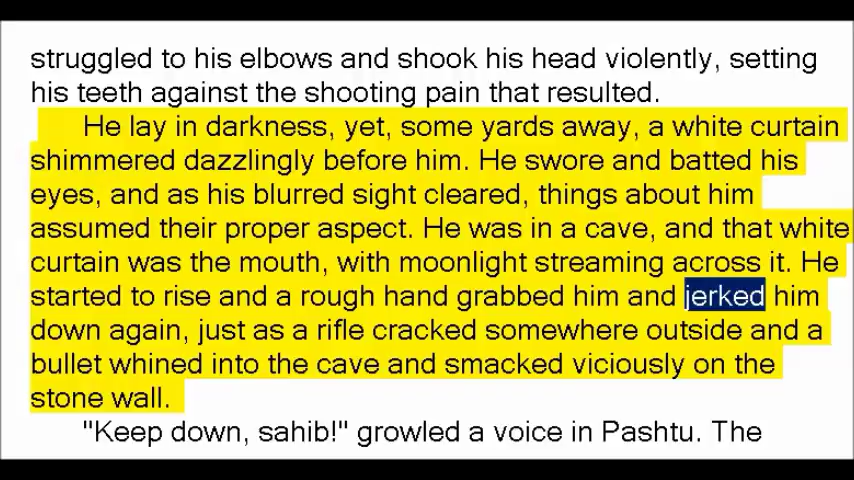 struggled to his elbows and shook his head violently, setting
his teeth against the shooting pain that resulted.
He lay in darkness, yet, some yards away, a white curtain
shimmered dazzlingly before him. He swore and batted his
eyes, and as his blurred sight cleared, things about him
assumed their proper aspect. He was in a cave, and that white
curtain was the mouth, with moonlight streaming across it. He
started to rise and a rough hand grabbed him and jerked him
down again, just as a rifle cracked somewhere outside and a
bullet whined into the cave and smacked viciously on the
stone wall.
"Keep down, sahib!" growled a voice in Pashtu. The